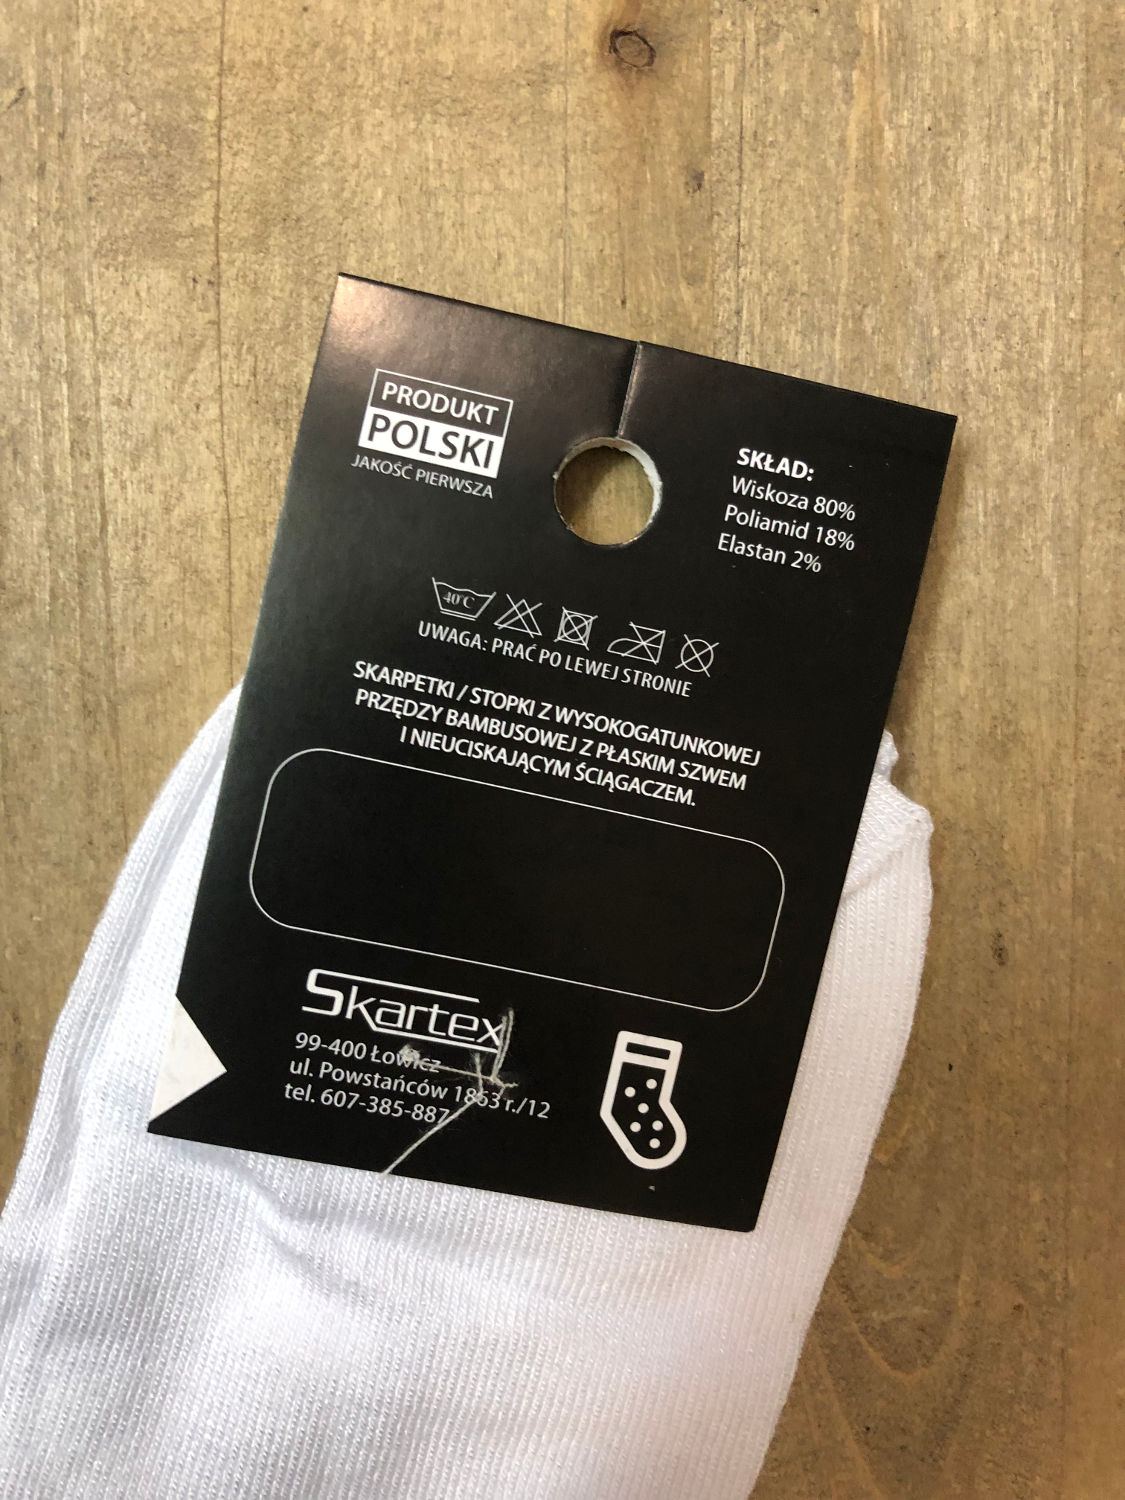 PRODUKT
POLSKI
JAKOŚĆ PIERWSZA
SKŁAD:
Wiskoza 80%
Poliamid 18%
Elastan 2%
40°C
UWAGA: PRAĆ PO LEWEJ STRONIE
SKARPETKI / STOPKI Z WYSOKOGATUNKOWEJ
PRZĘDZY BAMBUSOWEJ Z PŁASKIM SZWEM
I NIEUCISKAJĄCYM ŚCIĄGACZEM.
Skartex
99-400 Łowicz
ul. Powstańców 1863 r./12
tel. 607-385-887